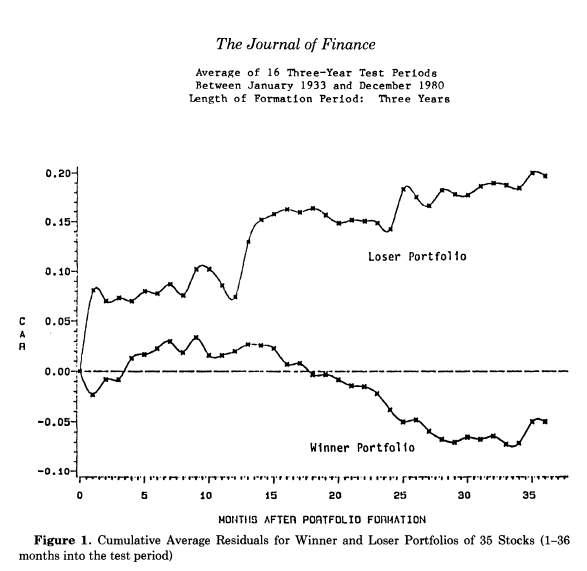 The Journal of Finance
Average of 16 Three-Year Test Periods
Between January 1933 and December 1980
Length of Formation Period: Three Years
0.20
0.15
0.10
0.05
0.00
-0.05
-0.10
CAR
Loser Portfolio
Winner Portfolio
0 5 10 15 20 25 30 35
MONTHS AFTER PORTFOLIO FORMATION
Figure 1. Cumulative Average Residuals for Winner and Loser Portfolios of 35 Stocks (1–36
months into the test period)